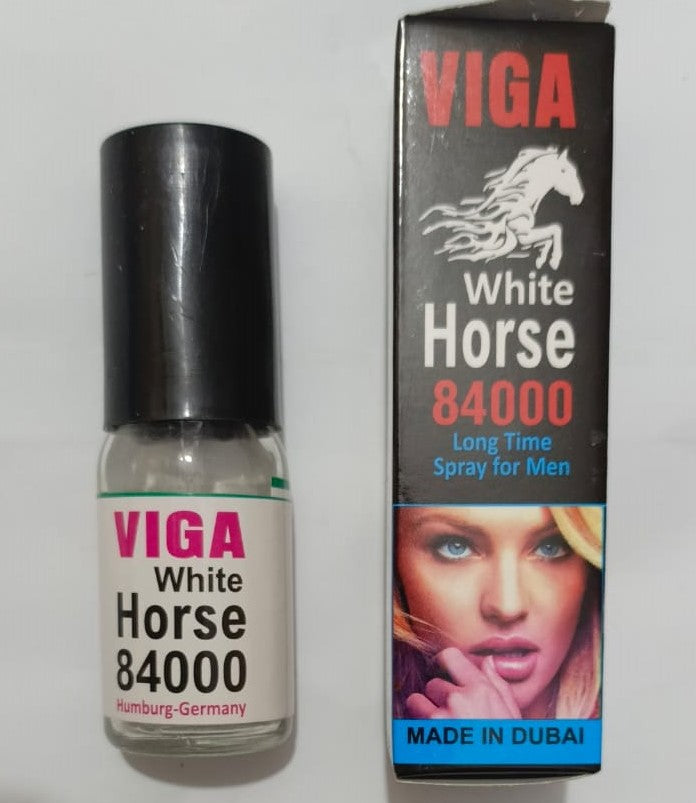 VIGA
White
Horse
84000
Humburg-Germany
VIGA
White
Horse
84000
Long Time
Spray for Men
MADE IN DUBAI